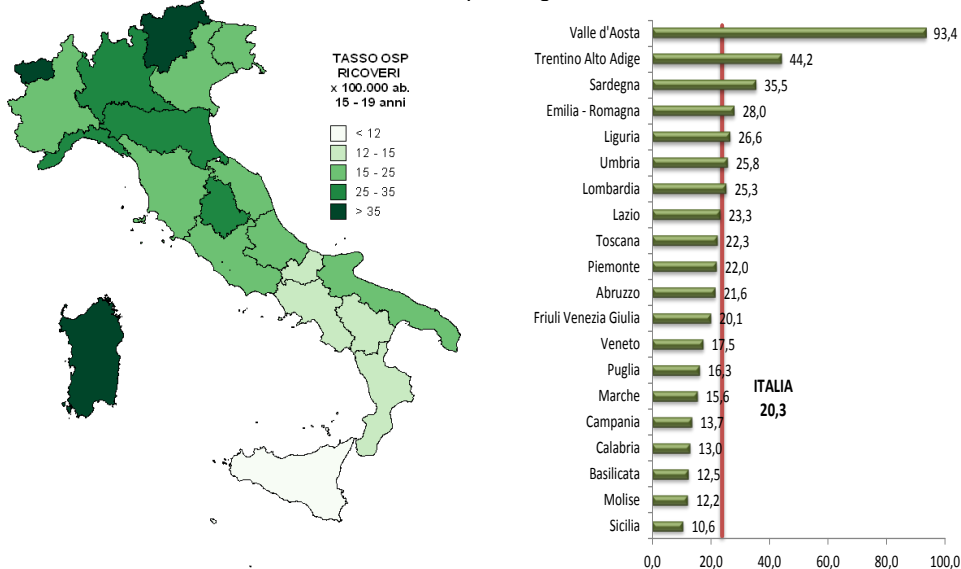 TASSO OSP
RICOVERI
x 100.000 ab.
15 - 19 anni
< 12
12 - 15
15 - 25
25 - 35
> 35
Valle d'Aosta 93,4
Trentino Alto Adige 44,2
Sardegna 35,5
Emilia - Romagna 28,0
Liguria 26,6
Umbria 25,8
Lombardia 25,3
Lazio 23,3
Toscana 22,3
Piemonte 22,0
Abruzzo 21,6
Friuli Venezia Giulia 20,1
Veneto 17,5
Puglia 16,3
Marche 15,6
Campania 13,7
Calabria 13,0
Basilicata 12,5
Molise 12,2
Sicilia 10,6
ITALIA
20,3
0,0 20,0 40,0 60,0 80,0 100,0